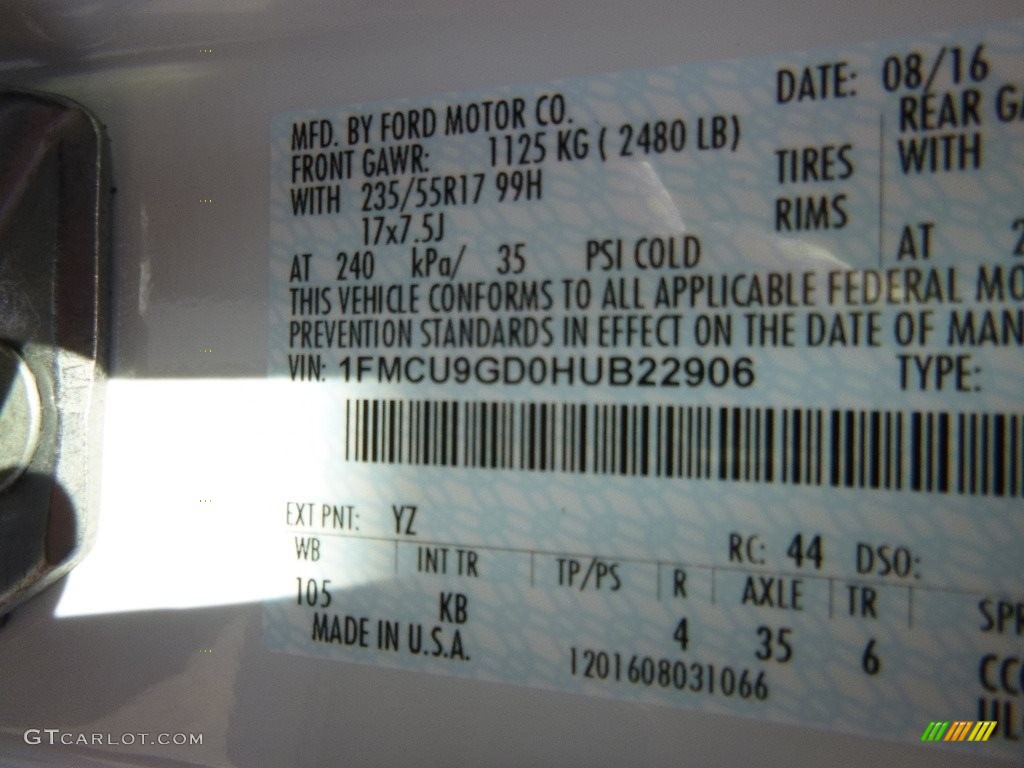 DATE: 08/16
MFD. BY FORD MOTOR CO.
FRONT GAWR: 1125 KG ( 2480 LB)
REAR
WITH 235/55R17 99H
TIRES WITH
17x7.5J
RIMS
AT 240 kPa/ 35 PSI COLD
AT
THIS VEHICLE CONFORMS TO ALL APPLICABLE FEDERAL
PREVENTION STANDARDS IN EFFECT ON THE DATE OF
VIN: 1FMCU9GD0HUB22906 TYPE:
EXT PNT: YZ
RC: 44 DSO:
WB INT TR TP/PS R AXLE TR
105 KB 4 35 6
MADE IN U.S.A.
1201608031066
GTCARLOT.COM